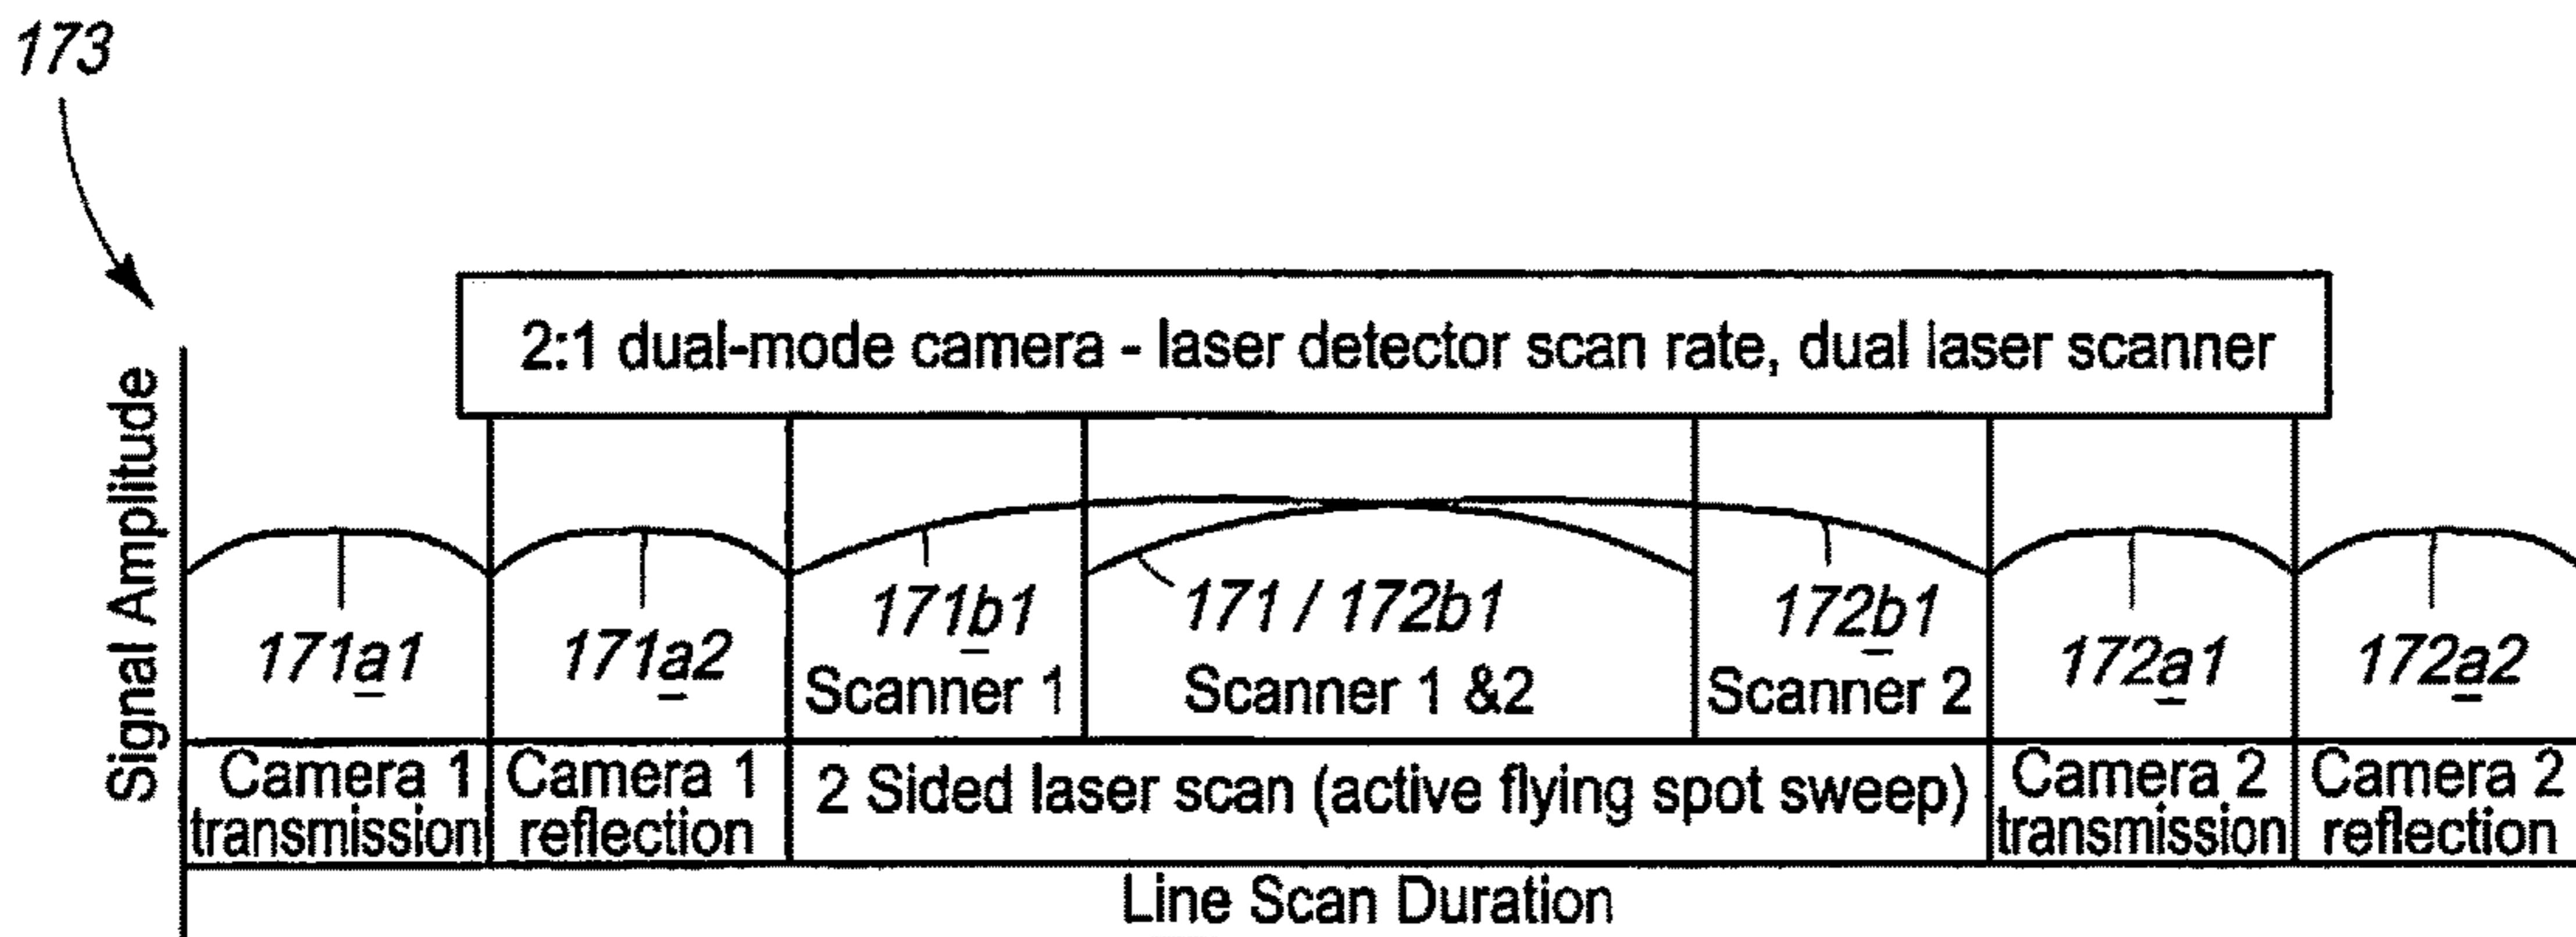 173
2:1 dual-mode camera - laser detector scan rate, dual laser scanner
Signal Amplitude
171a1
171a2
171b1
Scanner 1
171 / 172b1
Scanner 1 &2
172b1
Scanner 2
172a1
172a2
Camera 1
transmission
Camera 1
reflection
2 Sided laser scan (active flying spot sweep)
Camera 2
transmission
Camera 2
reflection
Line Scan Duration